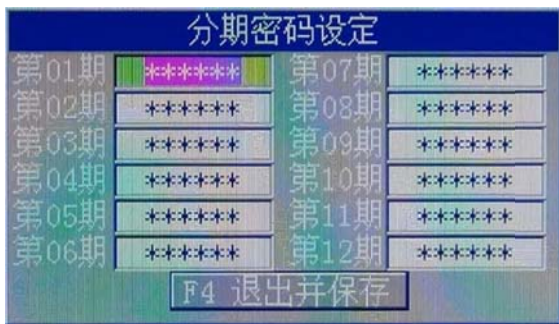 分期密码设定
第01期 ****** 第07期 ******
第02期 ****** 第08期 ******
第03期 ****** 第09期 ******
第04期 ****** 第10期 ******
第05期 ****** 第11期 ******
第06期 ****** 第12期 ******
F4 退出并保存